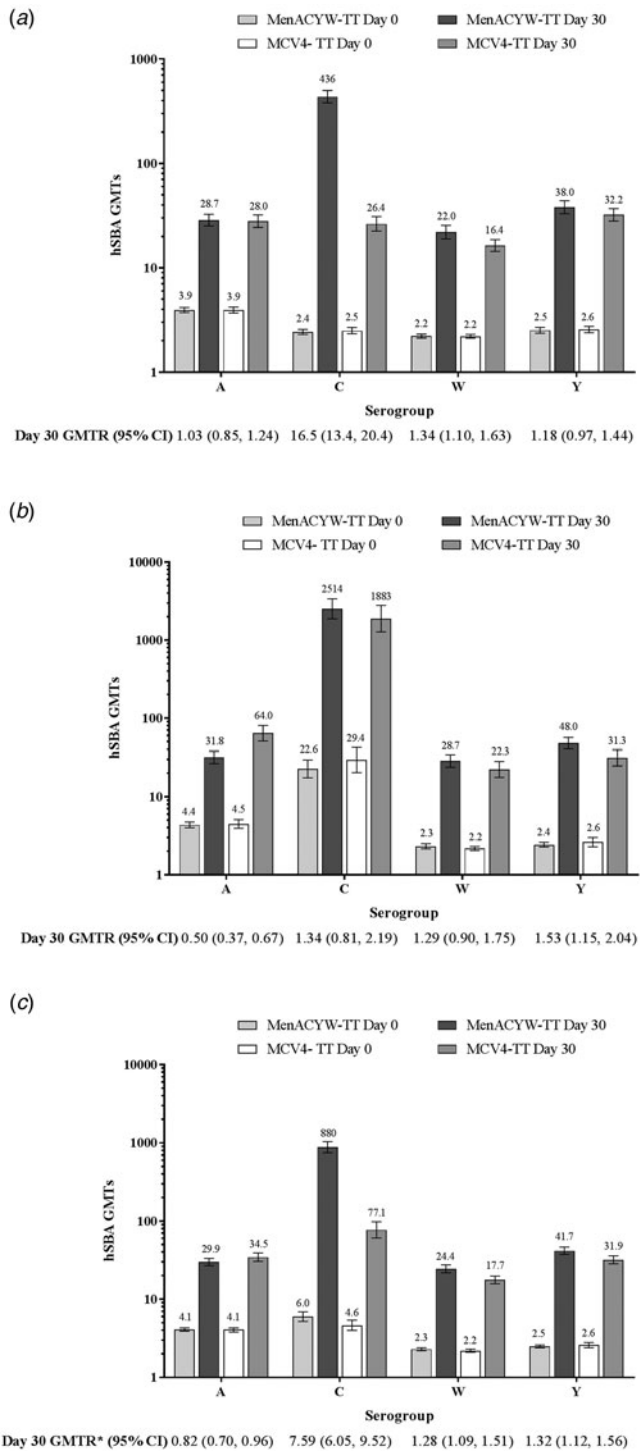 (a)
MenACYW-TT Day 0 MenACYW-TT Day 30
MCV4- TT Day 0 MCV4-TT Day 30
1000
100
10
1
hSBA GMTs
3.9 28.7 3.9 28.0 2.4 436 2.5 26.4 2.2 22.0 2.2 16.4 2.5 38.0 2.6 32.2
A C W Y
Serogroup
Day 30 GMTR (95% CI) 1.03 (0.85, 1.24) 16.5 (13.4, 20.4) 1.34 (1.10, 1.63) 1.18 (0.97, 1.44)
(b)
MenACYW-TT Day 0 MenACYW-TT Day 30
MCV4- TT Day 0 MCV4-TT Day 30
10000
1000
100
10
1
hSBA GMTs
4.4 31.8 4.5 64.0 22.6 2514 29.4 1883 2.3 28.7 2.2 22.3 2.4 48.0 2.6 31.3
A C W Y
Serogroup
Day 30 GMTR (95% CI) 0.50 (0.37, 0.67) 1.34 (0.81, 2.19) 1.29 (0.90, 1.75) 1.53 (1.15, 2.04)
(c)
MenACYW-TT Day 0 MenACYW-TT Day 30
MCV4- TT Day 0 MCV4-TT Day 30
10000
1000
100
10
1
hSBA GMTs
4.1 29.9 4.1 34.5 6.0 880 4.6 77.1 2.3 24.4 2.2 17.7 2.5 41.7 2.6 31.9
A C W Y
Serogroup
Day 30 GMTR* (95% CI) 0.82 (0.70, 0.96) 7.59 (6.05, 9.52) 1.28 (1.09, 1.51) 1.32 (1.12, 1.56)